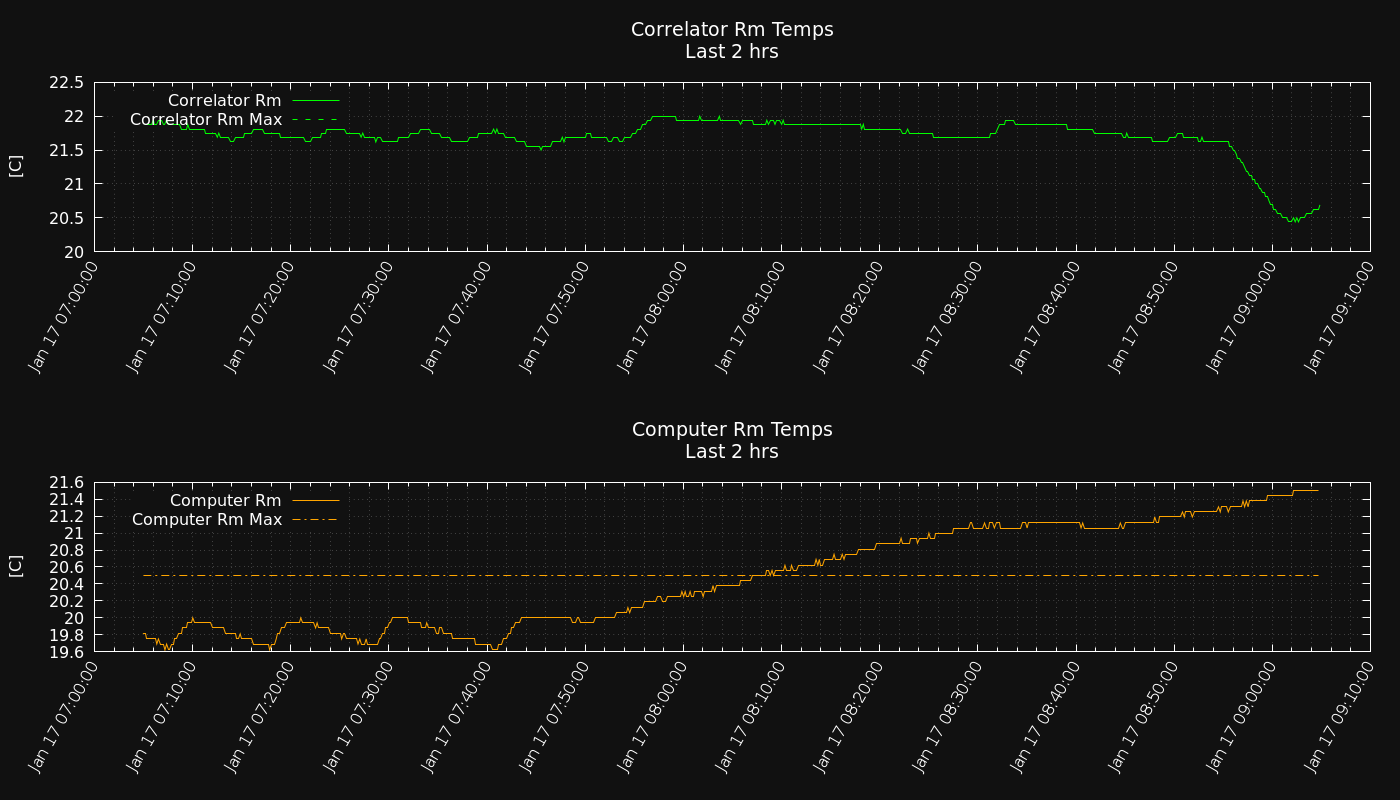 Correlator Rm Temps
Last 2 hrs
22.5
22
21.5
21
20.5
20
[C]
Correlator Rm
Correlator Rm Max
Jan 17 07:00:00
Jan 17 07:10:00
Jan 17 07:20:00
Jan 17 07:30:00
Jan 17 07:40:00
Jan 17 07:50:00
Jan 17 08:00:00
Jan 17 08:10:00
Jan 17 08:20:00
Jan 17 08:30:00
Jan 17 08:40:00
Jan 17 08:50:00
Jan 17 09:00:00
Jan 17 09:10:00
Computer Rm Temps
Last 2 hrs
21.6
21.4
21.2
21
20.8
20.6
20.4
20.2
20
19.8
19.6
[C]
Computer Rm
Computer Rm Max
Jan 17 07:00:00
Jan 17 07:10:00
Jan 17 07:20:00
Jan 17 07:30:00
Jan 17 07:40:00
Jan 17 07:50:00
Jan 17 08:00:00
Jan 17 08:10:00
Jan 17 08:20:00
Jan 17 08:30:00
Jan 17 08:40:00
Jan 17 08:50:00
Jan 17 09:00:00
Jan 17 09:10:00